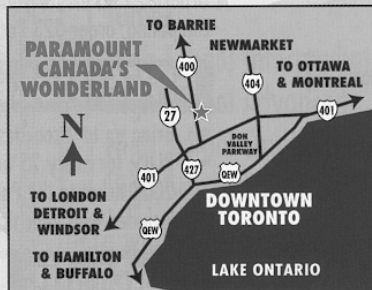 TO BARRIE
PARAMOUNT
CANADA'S
WONDERLAND
400
NEWMARKET
TO OTTAWA
& MONTREAL
404
401
27
N
DON
VALLEY
PARKWAY
401
427
QEW
TO LONDON
DETROIT &
WINDSOR
DOWNTOWN
TORONTO
QEW
TO HAMILTON
& BUFFALO
LAKE ONTARIO